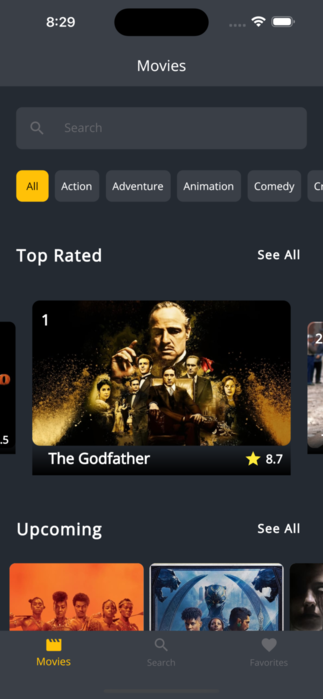 8:29
Movies
Search
All Action Adventure Animation Comedy
Top Rated See All
1
2
.5
The Godfather 8.7
Upcoming See All
Movies Search Favorites